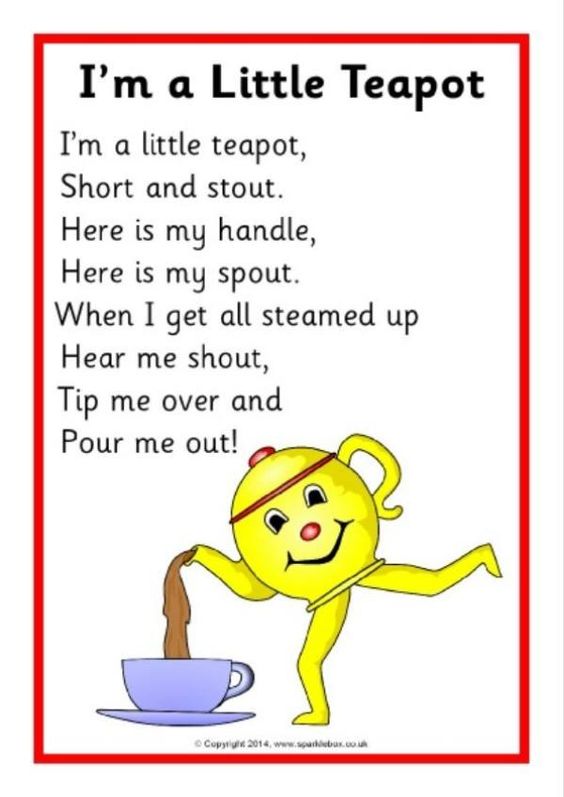 I'm a Little Teapot
I'm a little teapot,
Short and stout.
Here is my handle,
Here is my spout.
When I get all steamed up
Hear me shout,
Tip me over and
Pour me out!
© Copyright 2014, www.sparklebox.co.uk